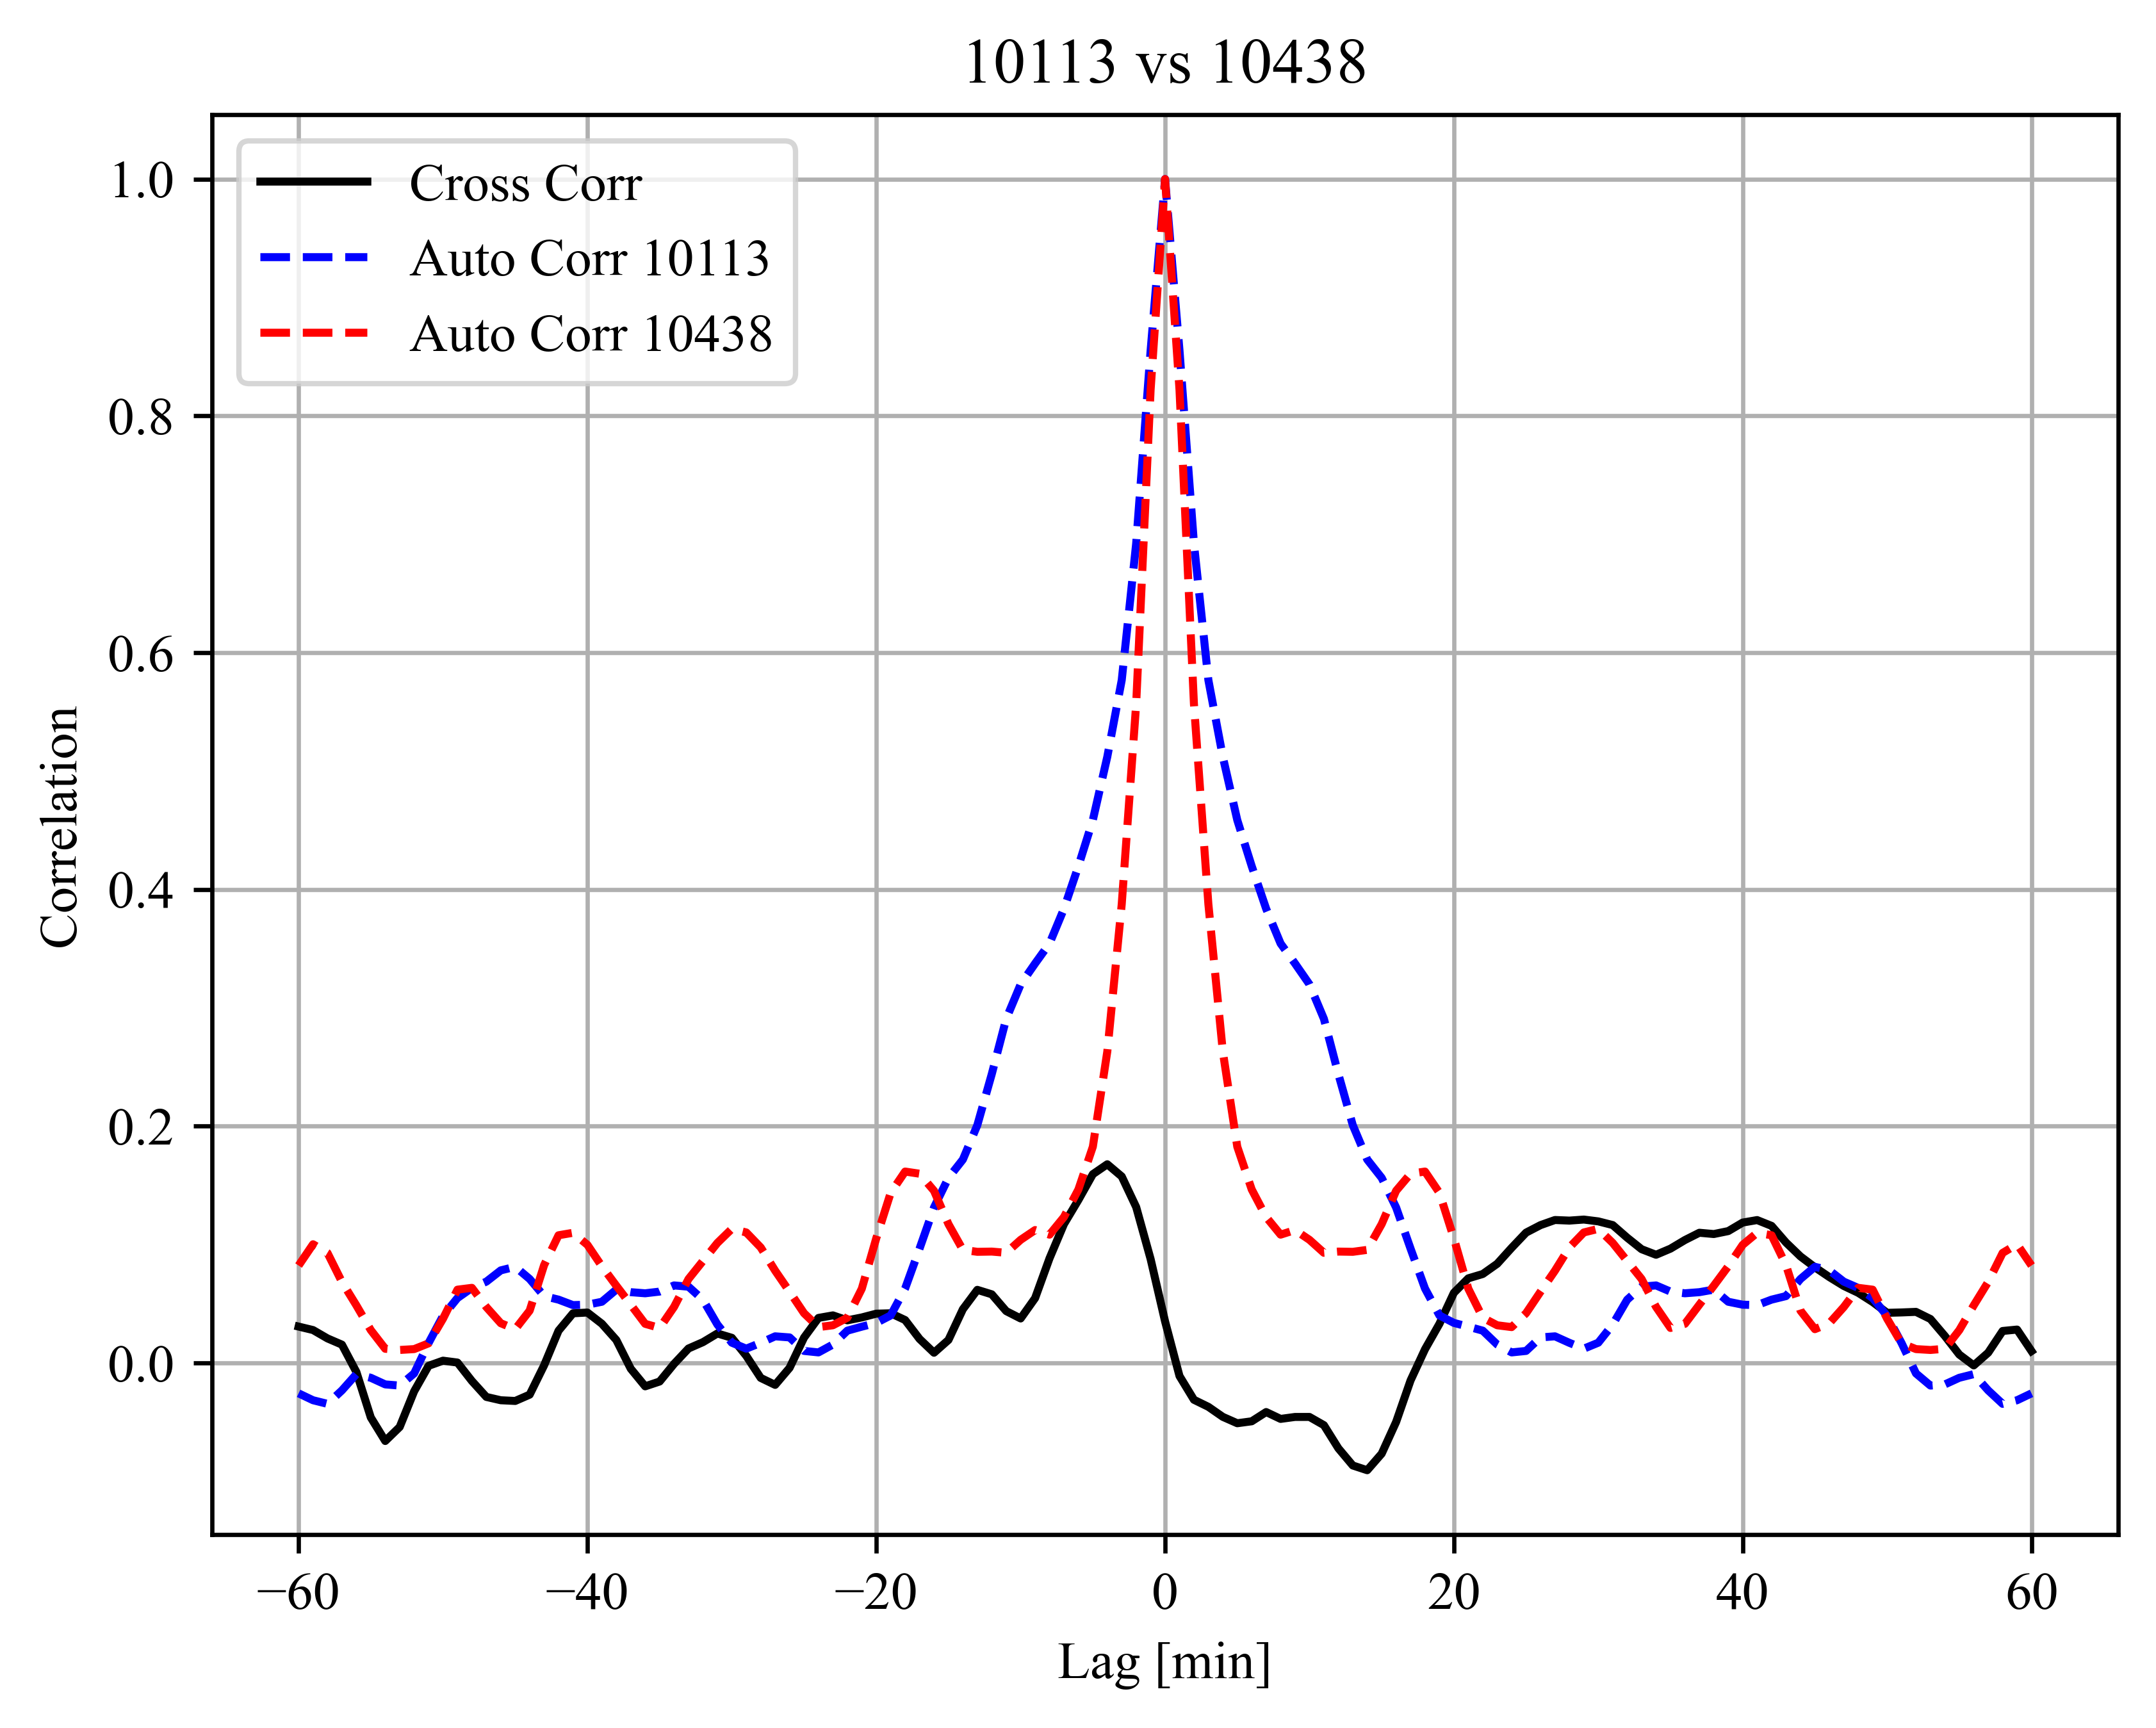 10113 vs 10438
Cross Corr
Auto Corr 10113
Auto Corr 10438
1.0
0.8
0.6
0.4
0.2
0.0
Correlation
−60
−40
−20
0
20
40
60
Lag [min]